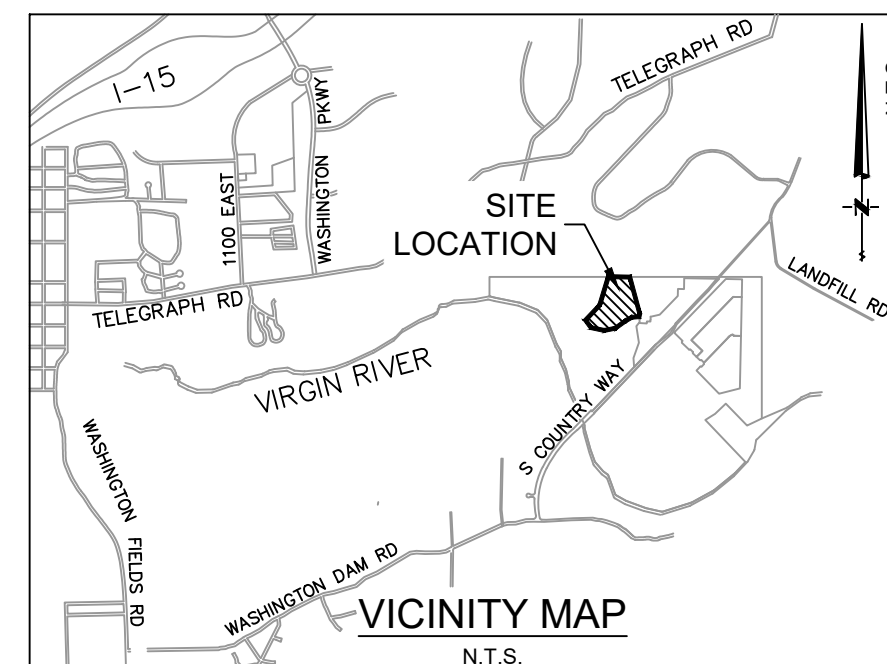 I-15
TELEGRAPH RD
WASHINGTON PKWY
1100 EAST
SITE
LOCATION
N
LANDFILL RD
TELEGRAPH RD
VIRGIN RIVER
S COUNTRY WAY
WASHINGTON FIELDS RD
WASHINGTON DAM RD
VICINITY MAP
N.T.S.